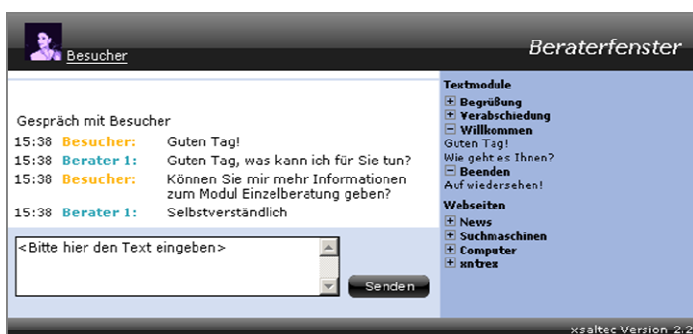 Besucher
Beraterfenster
Gespräch mit Besucher
15:38 Besucher: Guten Tag!
15:38 Berater 1: Guten Tag, was kann ich für Sie tun?
15:38 Besucher: Können Sie mir mehr Informationen
zum Modul Einzelberatung geben?
15:38 Berater 1: Selbstverständlich
<Bitte hier den Text eingeben>
Senden
Textmodule
Begrüßung
Verabschiedung
Willkommen
Guten Tag!
Wie geht es Ihnen?
Beenden
Auf wiedersehen!
Webseiten
News
Suchmaschinen
Computer
xntrex
xsaltec Version 2.2